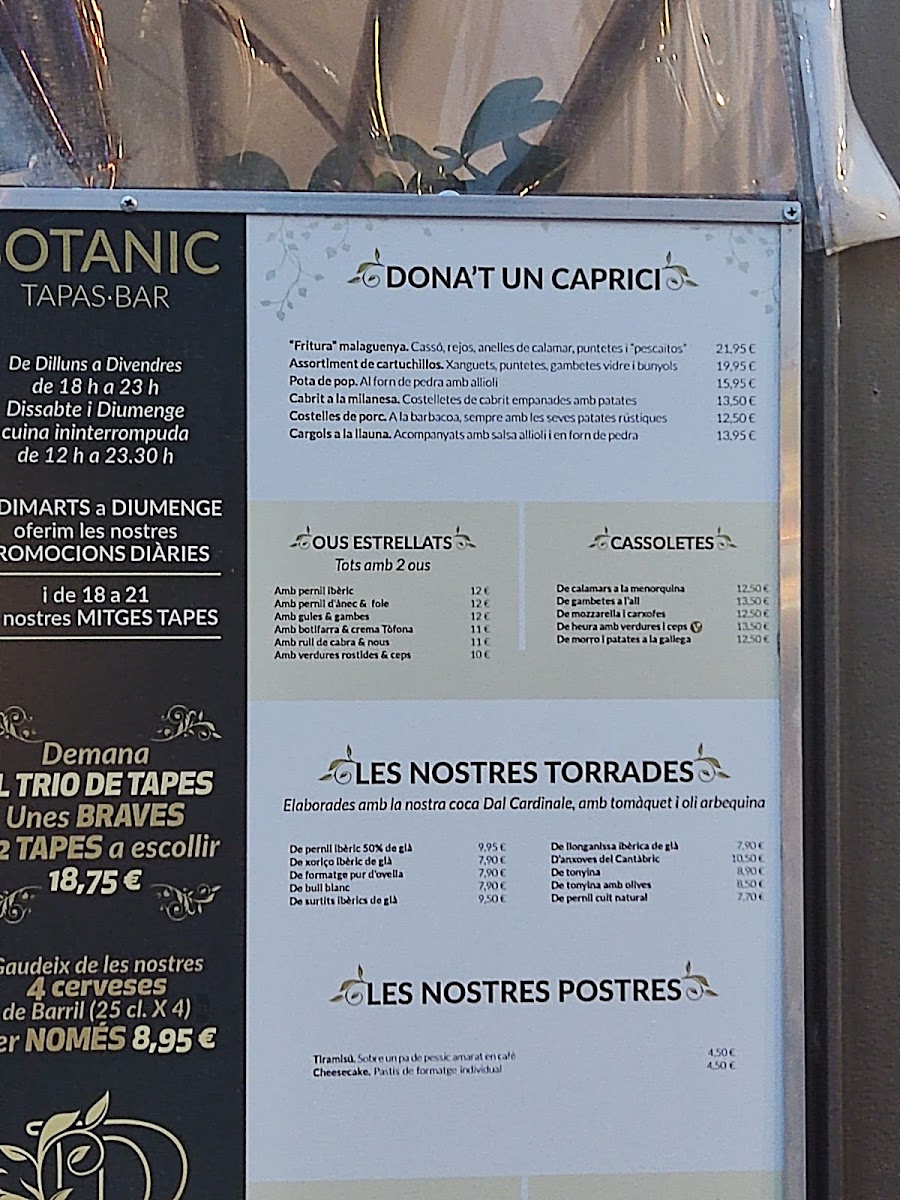 OTANIC
TAPAS·BAR
De Dilluns a Divendres
de 18 h a 23 h
Dissabte i Diumenge
cuina ininterrompuda
de 12 h a 23.30 h
DIMARTS a DIUMENGE
oferim les nostres
ROMOCIONS DIÀRIES
i de 18 a 21
nostres MITGES TAPES
Demana
L TRIO DE TAPES
Unes BRAVES
2 TAPES a escollir
18,75 €
Gaudeix de les nostres
4 cerveses
de Barril (25 cl. X 4)
er NOMÉS 8,95 €
DONA'T UN CAPRICI
"Fritura" malaguenya. Cassó, rejos, anelles de calamar, puntetes i "pescaitos" 21,95 €
Assortiment de cartuchillos. Xanguets, puntetes, gambetes vidre i bunyols 19,95 €
Pota de pop. Al forn de pedra amb allioli 15,95 €
Cabrit a la milanesa. Costelletes de cabrit empanades amb patates 13,50 €
Costelles de porc. A la barbacoa, sempre amb les seves patates rústiques 12,50 €
Cargols a la llauna. Acompanyats amb salsa allioli i en forn de pedra 13,95 €
OUS ESTRELLATS
Tots amb 2 ous
Amb pernil ibèric 12 €
Amb pernil d'ànec & foie 12 €
Amb gules & gambes 12 €
Amb botifarra & crema Tòfona 11 €
Amb rull de cabra & nous 11 €
Amb verdures rostides & ceps 10 €
CASSOLETES
De calamars a la menorquina 12,50 €
De gambetes a l'all 13,50 €
De mozzarella i carxofes 12,50 €
De heura amb verdures i ceps 13,50 €
De morro i patates a la gallega 12,50 €
LES NOSTRES TORRADES
Elaborades amb la nostra coca Dal Cardinale, amb tomàquet i oli arbequina
De pernil ibèric 50% de glà 9,95 €
De xoriço ibèric de glà 7,90 €
De formatge pur d'ovella 7,90 €
De bull blanc 7,90 €
De surtits ibèrics de glà 9,50 €
De llonganissa ibèrica de glà 7,90 €
D'anxoves del Cantàbric 10,50 €
De tonyina 8,90 €
De tonyina amb olives 8,50 €
De pernil cuit natural 7,70 €
LES NOSTRES POSTRES
Tiramisú. Sobre un pa de pessic amarat en café 4,50 €
Cheesecake. Pastis de formatge individual 4,50 €